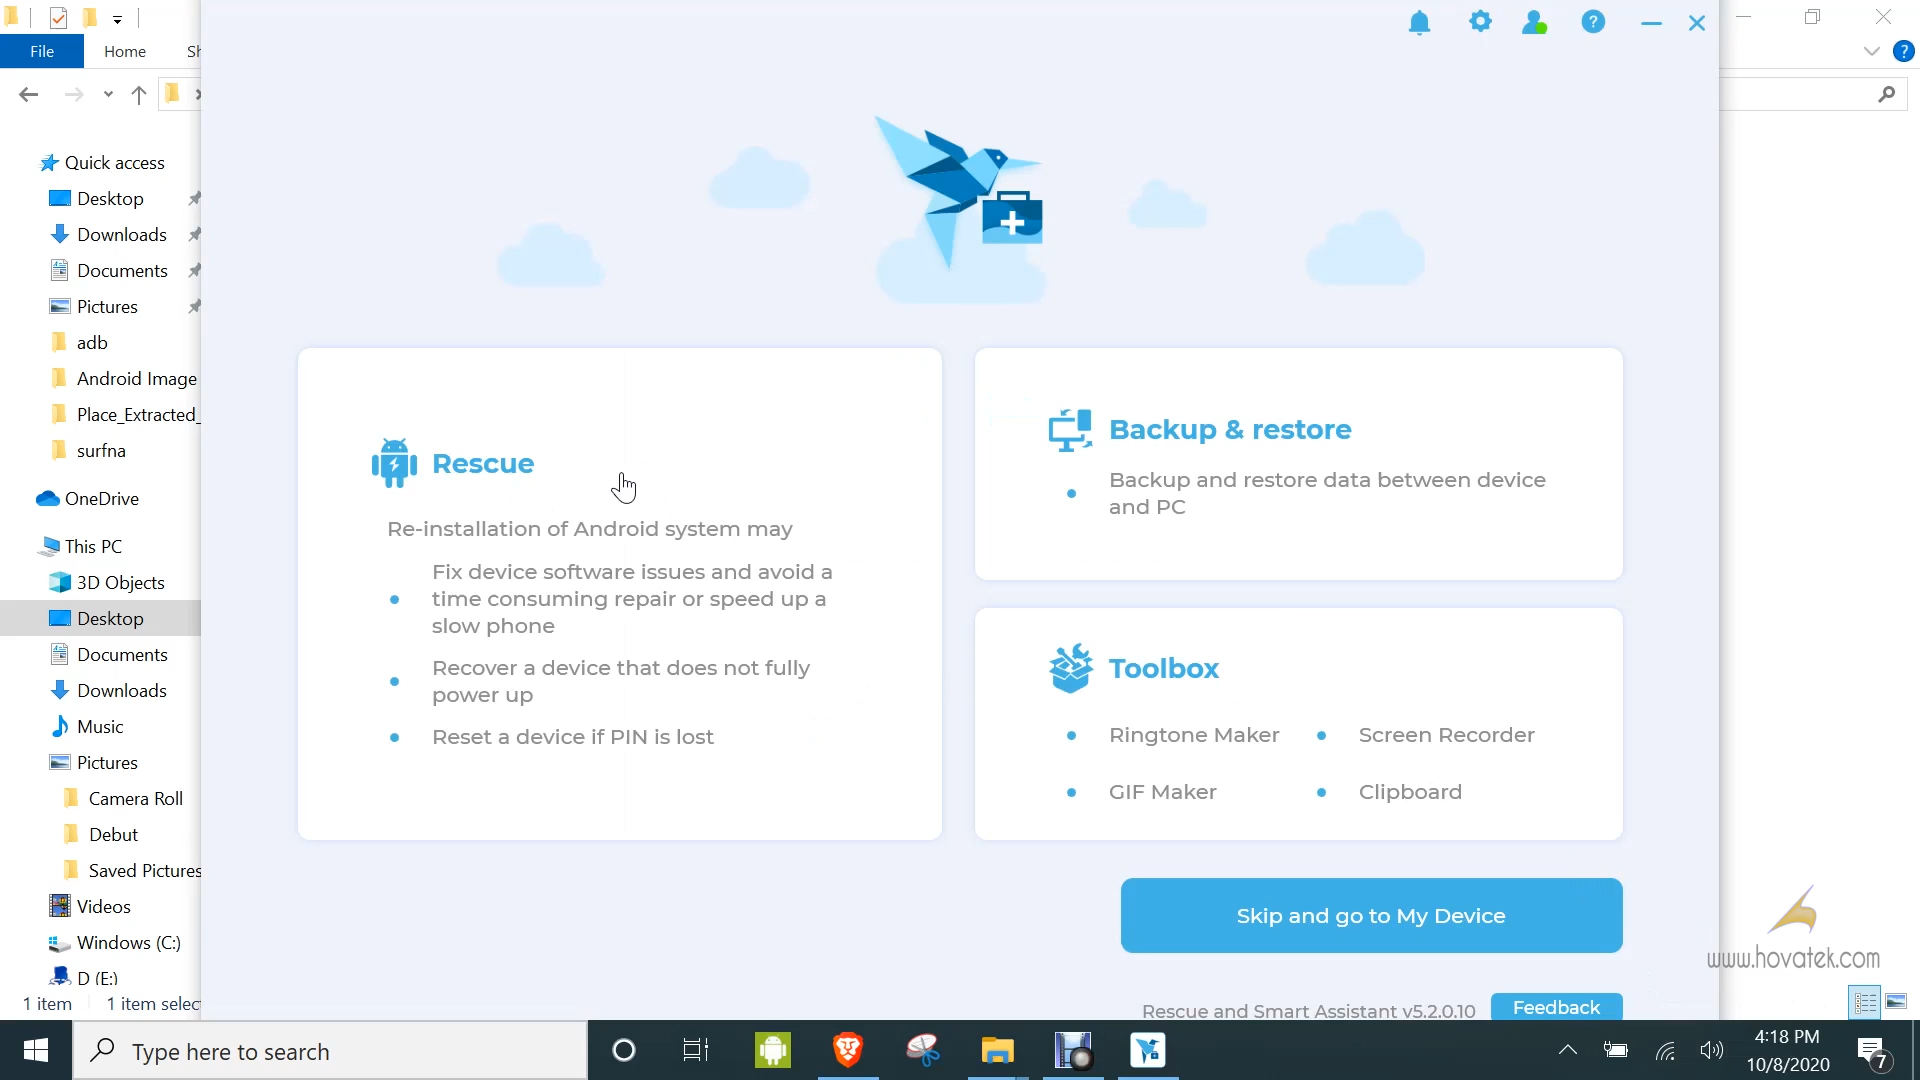 File
Home
Sh
Quick access
Desktop
Downloads
Documents
Pictures
adb
Android Image
Place_Extracted_
surfna
OneDrive
This PC
3D Objects
Desktop
Documents
Downloads
Music
Pictures
Camera Roll
Debut
Saved Pictures
Videos
Windows (C:)
D (E:)
1 item
1 item selec
Rescue
Re-installation of Android system may
Fix device software issues and avoid a
time consuming repair or speed up a
slow phone
Recover a device that does not fully
power up
Reset a device if PIN is lost
Backup & restore
Backup and restore data between device
and PC
Toolbox
Ringtone Maker
Screen Recorder
GIF Maker
Clipboard
Skip and go to My Device
Rescue and Smart Assistant v5.2.0.10
Feedback
www.hovatek.com
Type here to search
4:18 PM
10/8/2020
7